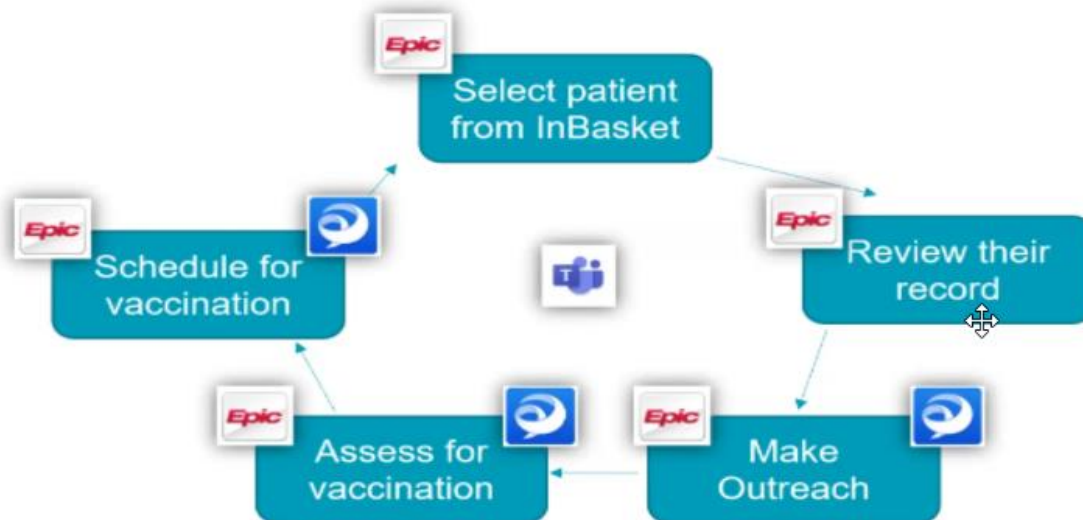 Epic
Select patient
from InBasket
Epic
Review their
record
Epic
Make
Outreach
Epic
Assess for
vaccination
Epic
Schedule for
vaccination
T